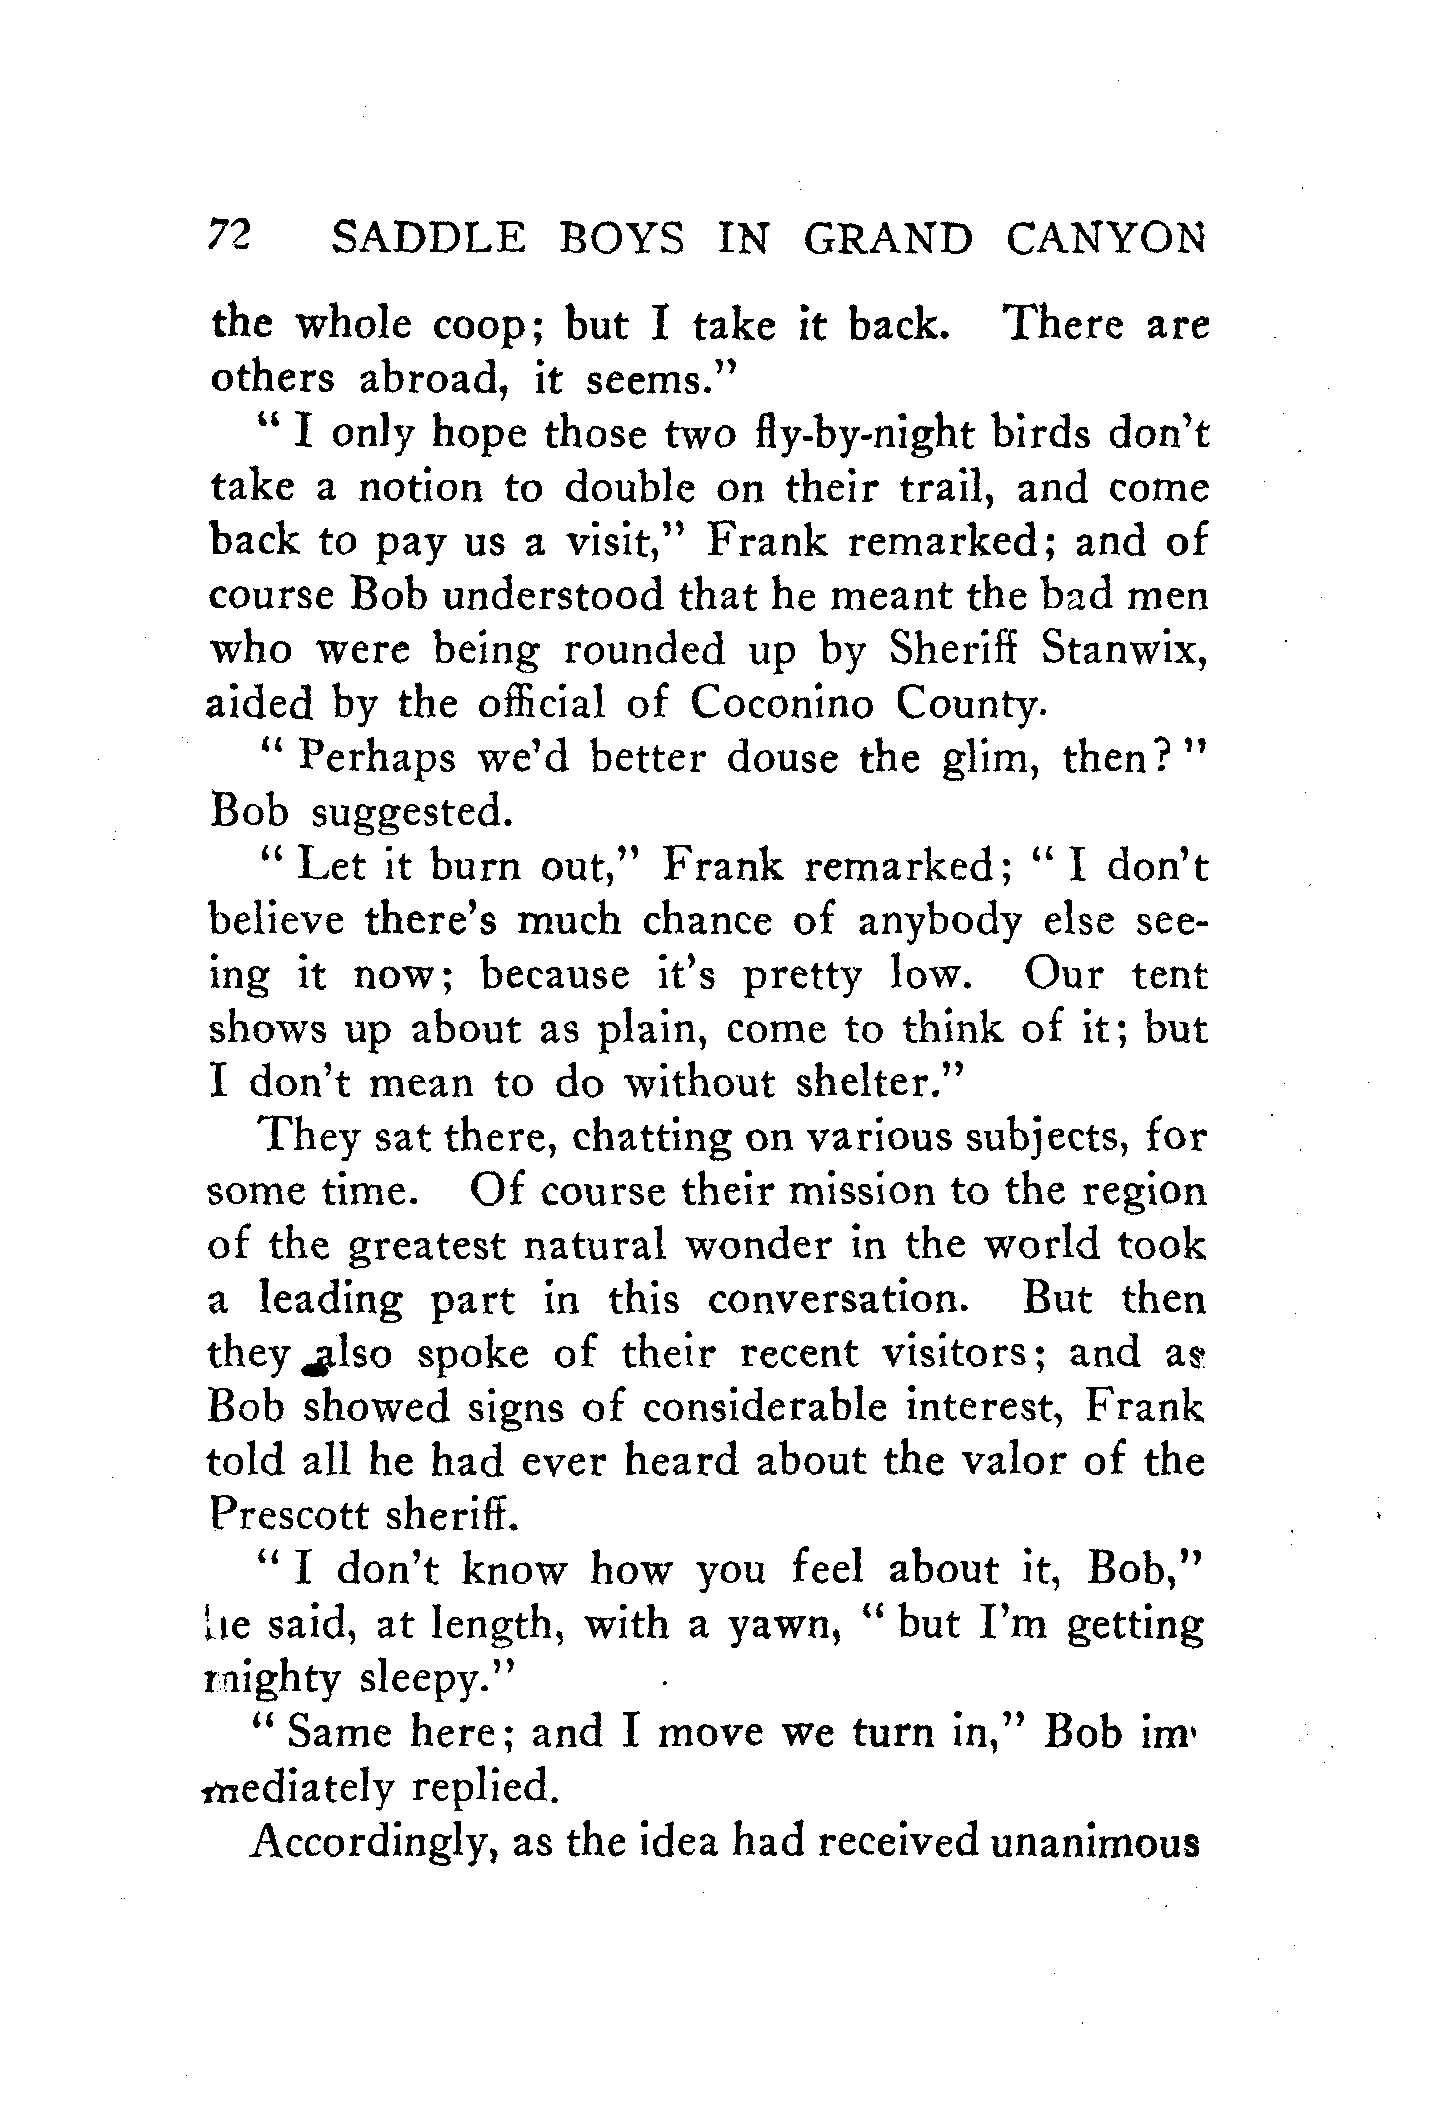 72 SADDLE BOYS IN GRAND CANYON
the whole coop; but I take it back. There are
others abroad, it seems."
" I only hope those two fly-by-night birds don't
take a notion to double on their trail, and come
back to pay us a visit," Frank remarked; and of
course Bob understood that he meant the bad men
who were being rounded up by Sheriff Stanwix,
aided by the official of Coconino County.
" Perhaps we'd better douse the glim, then? "
Bob suggested.
" Let it burn out," Frank remarked; " I don't
believe there's much chance of anybody else see-
ing it now; because it's pretty low. Our tent
shows up about as plain, come to think of it; but
I don't mean to do without shelter."
They sat there, chatting on various subjects, for
some time. Of course their mission to the region
of the greatest natural wonder in the world took
a leading part in this conversation. But then
they also spoke of their recent visitors; and as
Bob showed signs of considerable interest, Frank
told all he had ever heard about the valor of the
Prescott sheriff.
" I don't know how you feel about it, Bob,"
he said, at length, with a yawn, " but I'm getting
mighty sleepy."
" Same here; and I move we turn in," Bob im-
mediately replied.
Accordingly, as the idea had received unanimous